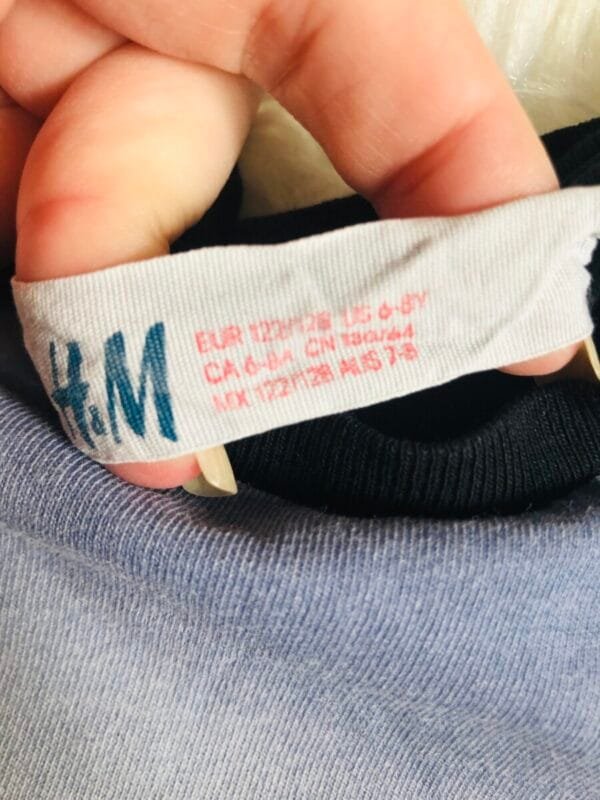 H&M
EUR 122/128 US 6-8Y
CA 6-8A CN 130/64
MX 122/128 AUS 7-8